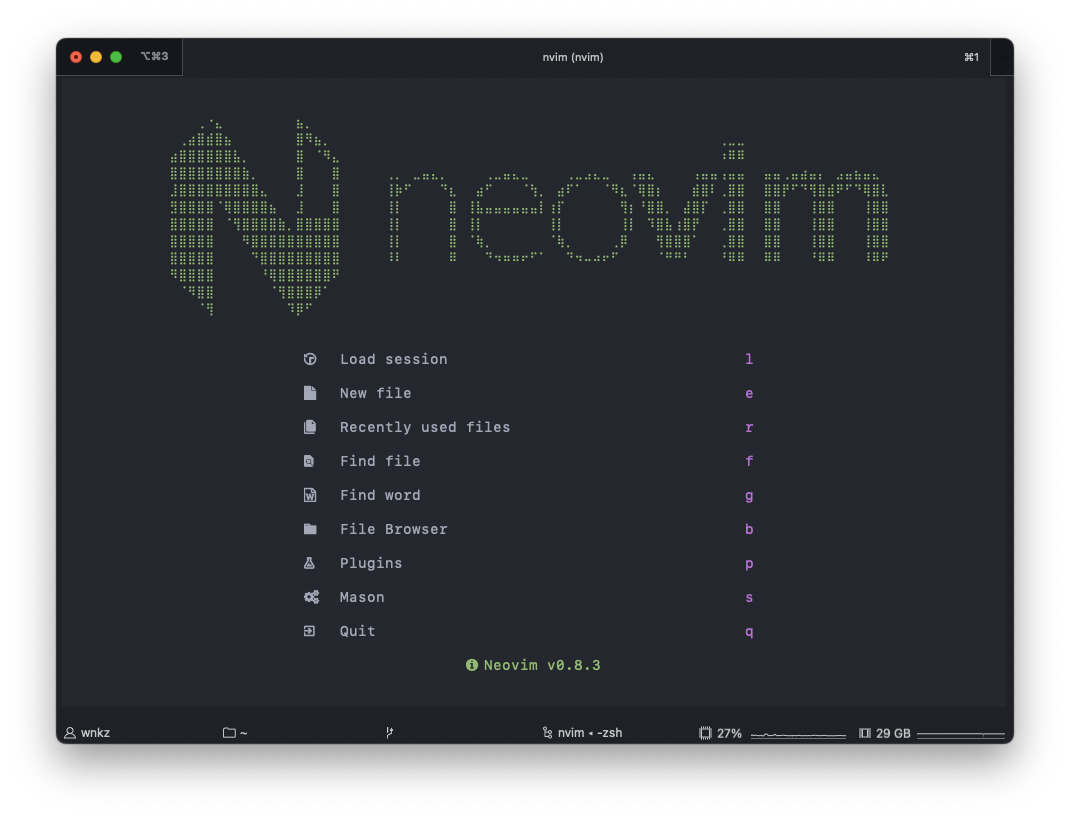 ⌥⌘3 nvim (nvim) ⌘1
neovim
Load session l
New file e
Recently used files r
Find file f
Find word g
File Browser b
Plugins p
Mason s
Quit q
Neovim v0.8.3
wnkz ~ nvim ◂ -zsh 27% 29 GB